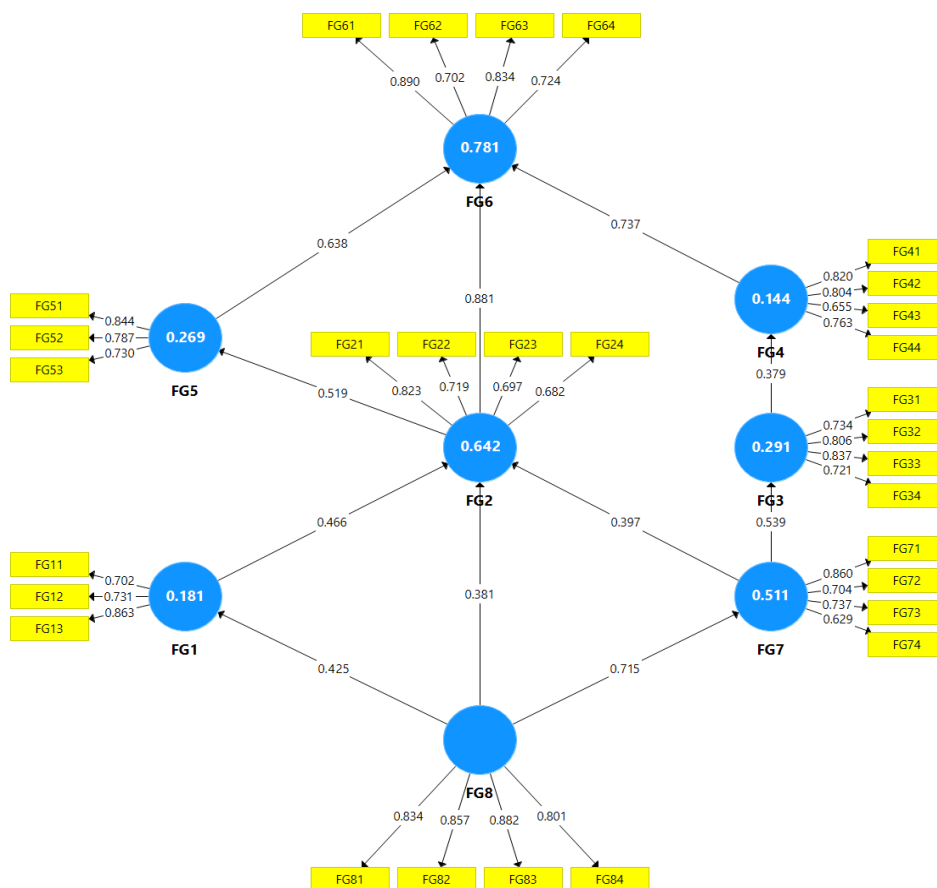 FG61 FG62 FG63 FG64
0.890 0.702 0.834 0.724
0.781
FG6
0.638 0.737
0.881
FG41
FG42
FG43
FG44
0.820
0.804
0.655
0.763
0.144
FG4
FG51
FG52
FG53
0.844
0.787
0.730
0.269
FG5
FG21 FG22 FG23 FG24
0.823 0.719 0.697 0.682
0.519
0.379
0.642
FG2
FG31
FG32
FG33
FG34
0.734
0.806
0.837
0.721
0.291
FG3
0.466 0.397 0.539
FG11
FG12
FG13
0.702
0.731
0.863
0.181
FG1
0.381
FG71
FG72
FG73
FG74
0.860
0.704
0.737
0.629
0.511
FG7
0.425 0.715
FG8
0.834 0.857 0.882 0.801
FG81 FG82 FG83 FG84